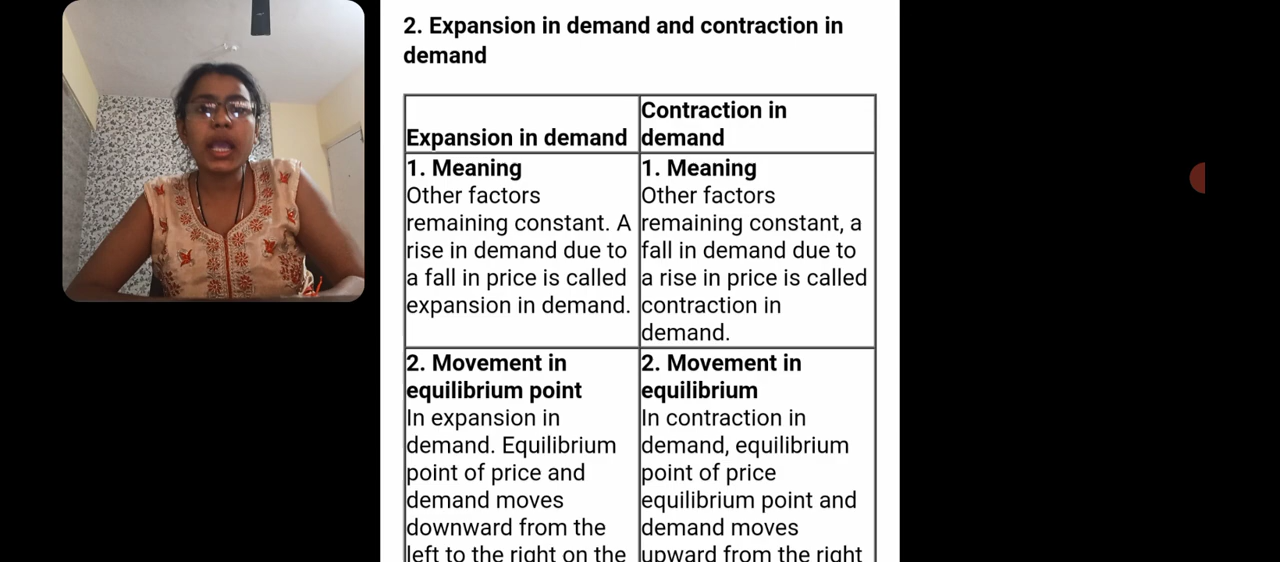 2. Expansion in demand and contraction in
demand
Expansion in demand
Contraction in
demand
1. Meaning
Other factors
remaining constant. A
rise in demand due to
a fall in price is called
expansion in demand.
1. Meaning
Other factors
remaining constant, a
fall in demand due to
a rise in price is called
contraction in
demand.
2. Movement in
equilibrium point
In expansion in
demand. Equilibrium
point of price and
demand moves
downward from the
left to the right on the
2. Movement in
equilibrium
In contraction in
demand, equilibrium
point of price
equilibrium point and
demand moves
upward from the right